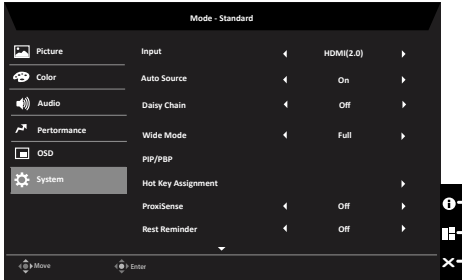 Mode - Standard
Picture
Color
Audio
Pertormance
OSD
System
Input HDMI(2.0)
Auto Source On
Daisy Chain Off
Wide Mode Full
PIP/PBP
Hot Key Assignment
ProxiSense Off
Rest Reminder Off
Move Enter